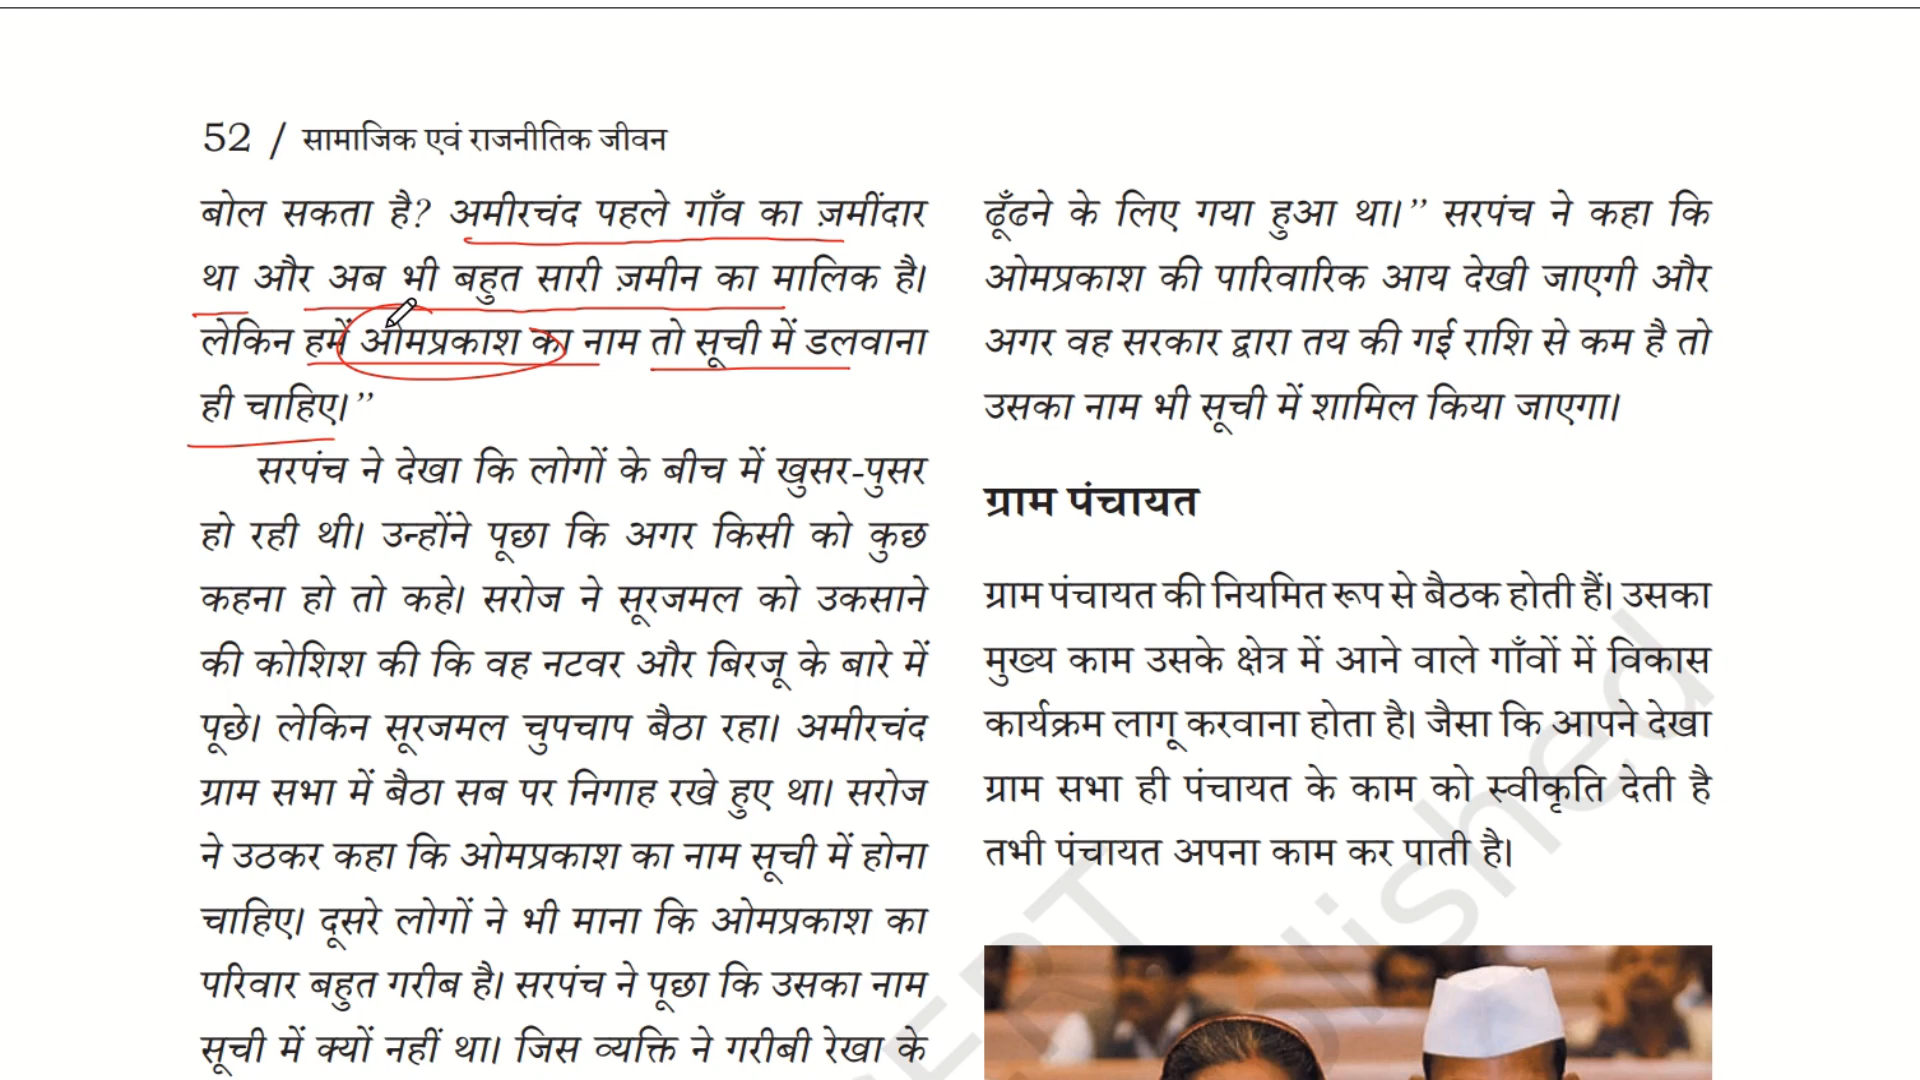 52 / सामाजिक एवं राजनीतिक जीवन
बोल सकता है? अमीरचंद पहले गाँव का ज़मींदार
था और अब भी बहुत सारी ज़मीन का मालिक है।
लेकिन हमें ओमप्रकाश का नाम तो सूची में डलवाना
ही चाहिए।”
सरपंच ने देखा कि लोगों के बीच में खुसर-पुसर
हो रही थी। उन्होंने पूछा कि अगर किसी को कुछ
कहना हो तो कहे। सरोज ने सूरजमल को उकसाने
की कोशिश की कि वह नटवर और बिरजू के बारे में
पूछे। लेकिन सूरजमल चुपचाप बैठा रहा। अमीरचंद
ग्राम सभा में बैठा सब पर निगाह रखे हुए था। सरोज
ने उठकर कहा कि ओमप्रकाश का नाम सूची में होना
चाहिए। दूसरे लोगों ने भी माना कि ओमप्रकाश का
परिवार बहुत गरीब है। सरपंच ने पूछा कि उसका नाम
सूची में क्यों नहीं था। जिस व्यक्ति ने गरीबी रेखा के
ढूँढने के लिए गया हुआ था।” सरपंच ने कहा कि
ओमप्रकाश की पारिवारिक आय देखी जाएगी और
अगर वह सरकार द्वारा तय की गई राशि से कम है तो
उसका नाम भी सूची में शामिल किया जाएगा।
ग्राम पंचायत
ग्राम पंचायत की नियमित रूप से बैठक होती हैं। उसका
मुख्य काम उसके क्षेत्र में आने वाले गाँवों में विकास
कार्यक्रम लागू करवाना होता है। जैसा कि आपने देखा
ग्राम सभा ही पंचायत के काम को स्वीकृति देती है
तभी पंचायत अपना काम कर पाती है।